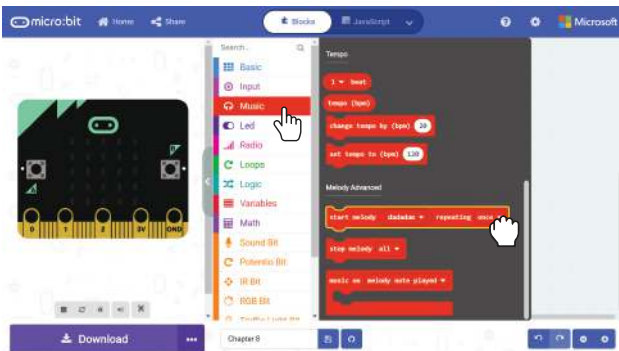 micro:bit
Home
Share
Blocks
JavaScript
Microsoft
Search...
Basic
Input
Music
Led
Radio
Loops
Logic
Variables
Math
Sound Bit
Potentio Bit
IR Bit
RGB Bit
Traffic Light Bit
Tempo
1 beat
tempo (bpm)
change tempo by (bpm) 20
set tempo to (bpm) 120
Melody Advanced
start melody dadadum repeating once
stop melody all
music on melody note played
0 1 2 3V GND
Download
Chapter 8